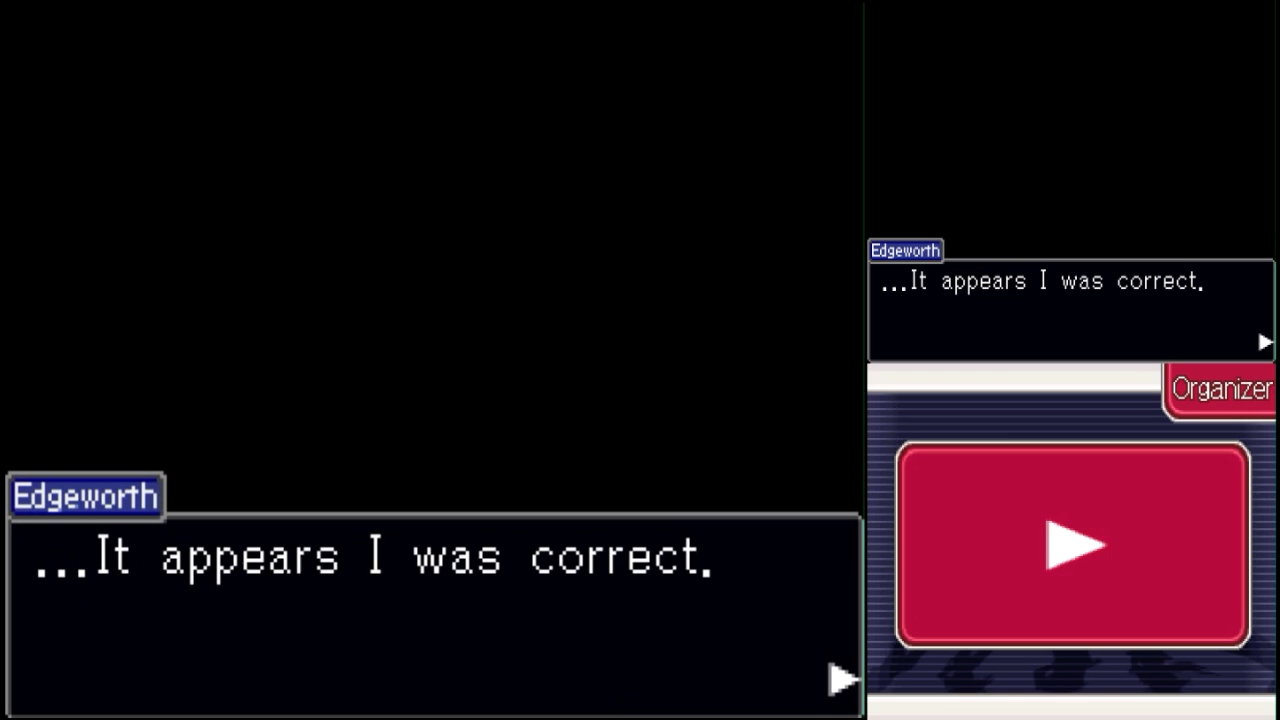 Edgeworth
...It appears I was correct.
Edgeworth
...It appears I was correct.
Organizer